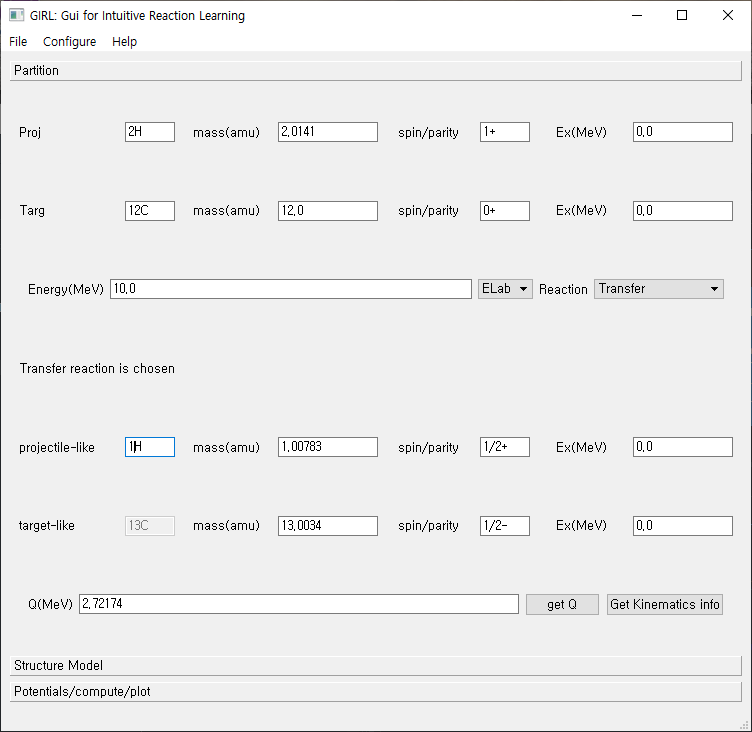 GIRL: Gui for Intuitive Reaction Learning
File Configure Help
Partition
Proj 2H mass(amu) 2.0141 spin/parity 1+ Ex(MeV) 0.0
Targ 12C mass(amu) 12.0 spin/parity 0+ Ex(MeV) 0.0
Energy(MeV) 10.0 ELab Reaction Transfer
Transfer reaction is chosen
projectile-like 1H mass(amu) 1.00783 spin/parity 1/2+ Ex(MeV) 0.0
target-like 13C mass(amu) 13.0034 spin/parity 1/2- Ex(MeV) 0.0
Q(MeV) 2.72174 get Q Get Kinematics info
Structure Model
Potentials/compute/plot